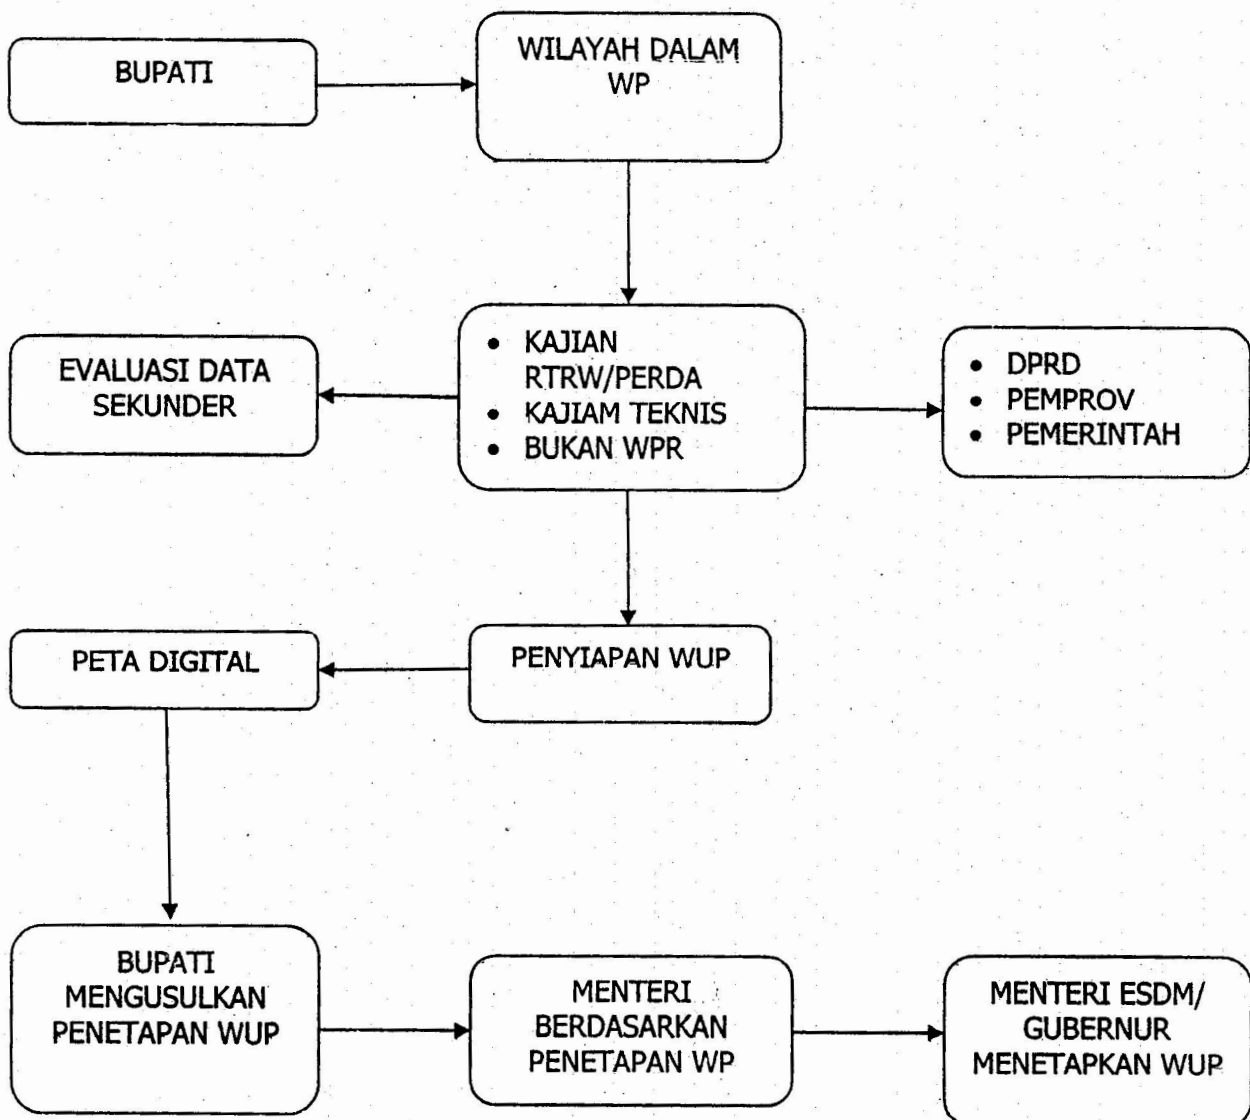 BUPATI
WILAYAH DALAM
WP
EVALUASI DATA
SEKUNDER
• KAJIAN
RTRW/PERDA
• KAJIAM TEKNIS
• BUKAN WPR
• DPRD
• PEMPROV
• PEMERINTAH
PETA DIGITAL
PENYIAPAN WUP
BUPATI
MENGUSULKAN
PENETAPAN WUP
MENTERI
BERDASARKAN
PENETAPAN WP
MENTERI ESDM/
GUBERNUR
MENETAPKAN WUP